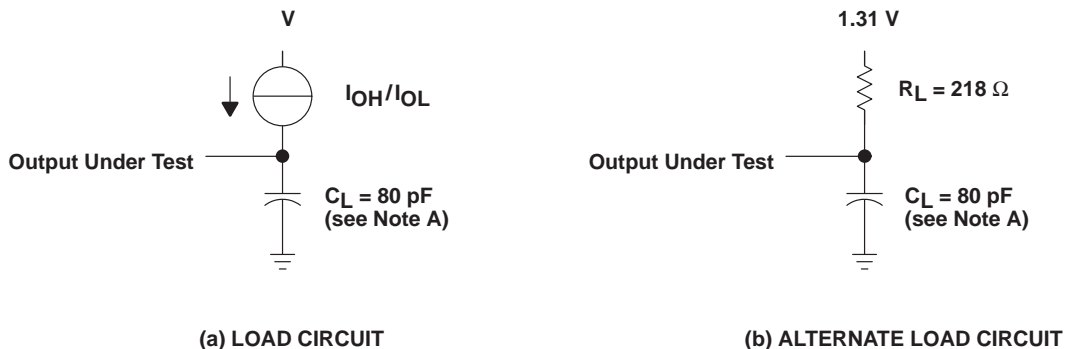 V
I_OH/I_OL
Output Under Test
C_L = 80 pF
(see Note A)
(a) LOAD CIRCUIT
1.31 V
R_L = 218 Ω
Output Under Test
C_L = 80 pF
(see Note A)
(b) ALTERNATE LOAD CIRCUIT